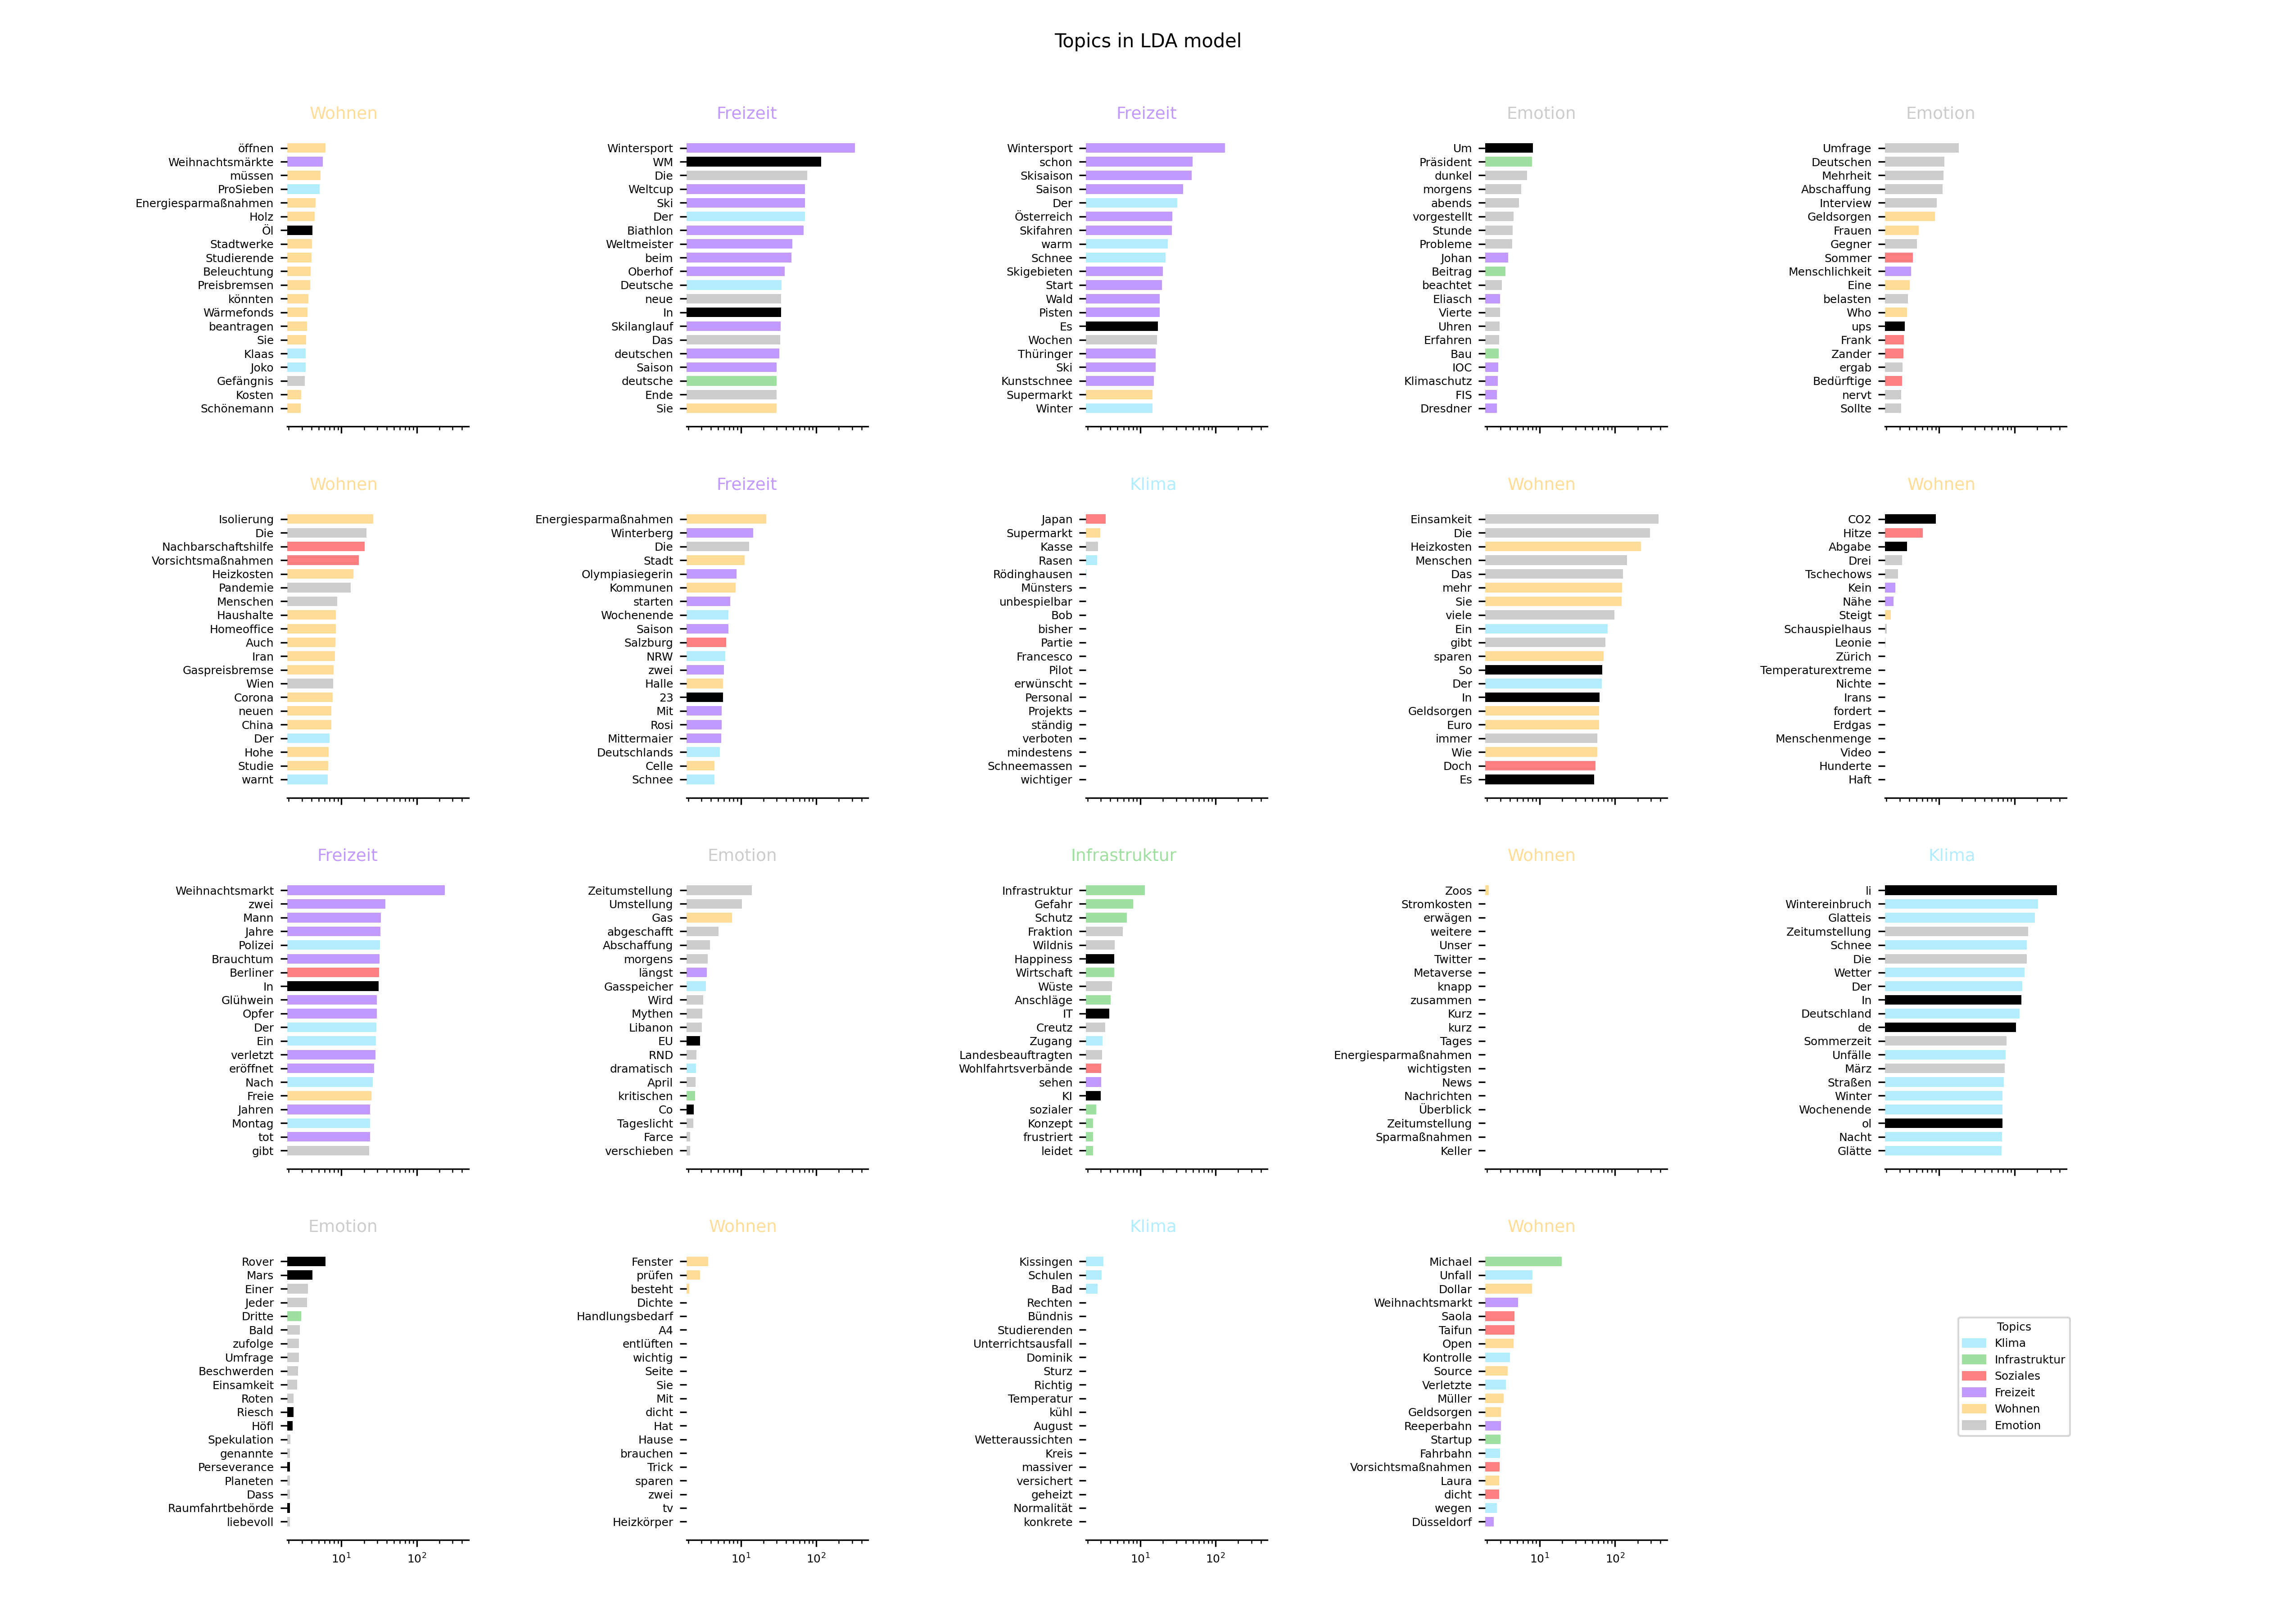 Topics in LDA model
Wohnen
öffnen
Weihnachtsmärkte
müssen
ProSieben
Energiesparmaßnahmen
Holz
Öl
Stadtwerke
Studierende
Beleuchtung
Preisbremsen
könnten
Wärmefonds
beantragen
Sie
Klaas
Joko
Gefängnis
Kosten
Schönemann
Freizeit
Wintersport
WM
Die
Weltcup
Ski
Der
Biathlon
Weltmeister
beim
Oberhof
Deutsche
neue
In
Skilanglauf
Das
deutschen
Saison
deutsche
Ende
Sie
Freizeit
Wintersport
schon
Skisaison
Saison
Der
Österreich
Skifahren
warm
Schnee
Skigebieten
Start
Wald
Pisten
Es
Wochen
Thüringer
Ski
Kunstschnee
Supermarkt
Winter
Emotion
Um
Präsident
dunkel
morgens
abends
vorgestellt
Stunde
Probleme
Johan
Beitrag
beachtet
Eliasch
Vierte
Uhren
Erfahren
Bau
IOC
Klimaschutz
FIS
Dresdner
Emotion
Umfrage
Deutschen
Mehrheit
Abschaffung
Interview
Geldsorgen
Frauen
Gegner
Sommer
Menschlichkeit
Eine
belasten
Who
ups
Frank
Zander
ergab
Bedürftige
nervt
Sollte
Wohnen
Isolierung
Die
Nachbarschaftshilfe
Vorsichtsmaßnahmen
Heizkosten
Pandemie
Menschen
Haushalte
Homeoffice
Auch
Iran
Gaspreisbremse
Wien
Corona
neuen
China
Der
Hohe
Studie
warnt
Freizeit
Energiesparmaßnahmen
Winterberg
Die
Stadt
Olympiasiegerin
Kommunen
starten
Wochenende
Saison
Salzburg
NRW
zwei
Halle
23
Mit
Rosi
Mittermaier
Deutschlands
Celle
Schnee
Klima
Japan
Supermarkt
Kasse
Rasen
Rödinghausen
Münsters
unbespielbar
Bob
bisher
Partie
Francesco
Pilot
erwünscht
Personal
Projekts
ständig
verboten
mindestens
Schneemassen
wichtiger
Wohnen
Einsamkeit
Die
Heizkosten
Menschen
Das
mehr
Sie
viele
Ein
gibt
sparen
So
Der
In
Geldsorgen
Euro
immer
Wie
Doch
Es
Wohnen
CO2
Hitze
Abgabe
Drei
Tschechows
Kein
Nähe
Steigt
Schauspielhaus
Leonie
Zürich
Temperaturextreme
Nichte
Irans
fordert
Erdgas
Menschenmenge
Video
Hunderte
Haft
Freizeit
Weihnachtsmarkt
zwei
Mann
Jahre
Polizei
Brauchtum
Berliner
In
Glühwein
Opfer
Der
Ein
verletzt
eröffnet
Nach
Freie
Jahren
Montag
tot
gibt
Emotion
Zeitumstellung
Umstellung
Gas
abgeschafft
Abschaffung
morgens
längst
Gasspeicher
Wird
Mythen
Libanon
EU
RND
dramatisch
April
kritischen
Co
Tageslicht
Farce
verschieben
Infrastruktur
Infrastruktur
Gefahr
Schutz
Fraktion
Wildnis
Happiness
Wirtschaft
Wüste
Anschläge
IT
Creutz
Zugang
Landesbeauftragten
Wohlfahrtsverbände
sehen
KI
sozialer
Konzept
frustriert
leidet
Wohnen
Zoos
Stromkosten
erwägen
weitere
Unser
Twitter
Metaverse
knapp
zusammen
Kurz
kurz
Tages
Energiesparmaßnahmen
wichtigsten
News
Nachrichten
Überblick
Zeitumstellung
Sparmaßnahmen
Keller
Klima
li
Wintereinbruch
Glatteis
Zeitumstellung
Schnee
Die
Wetter
Der
In
Deutschland
de
Sommerzeit
Unfälle
März
Straßen
Winter
Wochenende
ol
Nacht
Glätte
Emotion
Rover
Mars
Einer
Jeder
Dritte
Bald
zufolge
Umfrage
Beschwerden
Einsamkeit
Roten
Riesch
Höfl
Spekulation
genannte
Perseverance
Planeten
Dass
Raumfahrtbehörde
liebevoll
10¹ 10²
Wohnen
Fenster
prüfen
besteht
Dichte
Handlungsbedarf
A4
entlüften
wichtig
Seite
Sie
Mit
dicht
Hat
Hause
brauchen
Trick
sparen
zwei
tv
Heizkörper
10¹ 10²
Klima
Kissingen
Schulen
Bad
Rechten
Bündnis
Studierenden
Unterrichtsausfall
Dominik
Sturz
Richtig
Temperatur
kühl
August
Wetteraussichten
Kreis
massiver
versichert
geheizt
Normalität
konkrete
10¹ 10²
Wohnen
Michael
Unfall
Dollar
Weihnachtsmarkt
Saola
Taifun
Open
Kontrolle
Source
Verletzte
Müller
Geldsorgen
Reeperbahn
Startup
Fahrbahn
Vorsichtsmaßnahmen
Laura
dicht
wegen
Düsseldorf
10¹ 10²
Topics
Klima
Infrastruktur
Soziales
Freizeit
Wohnen
Emotion